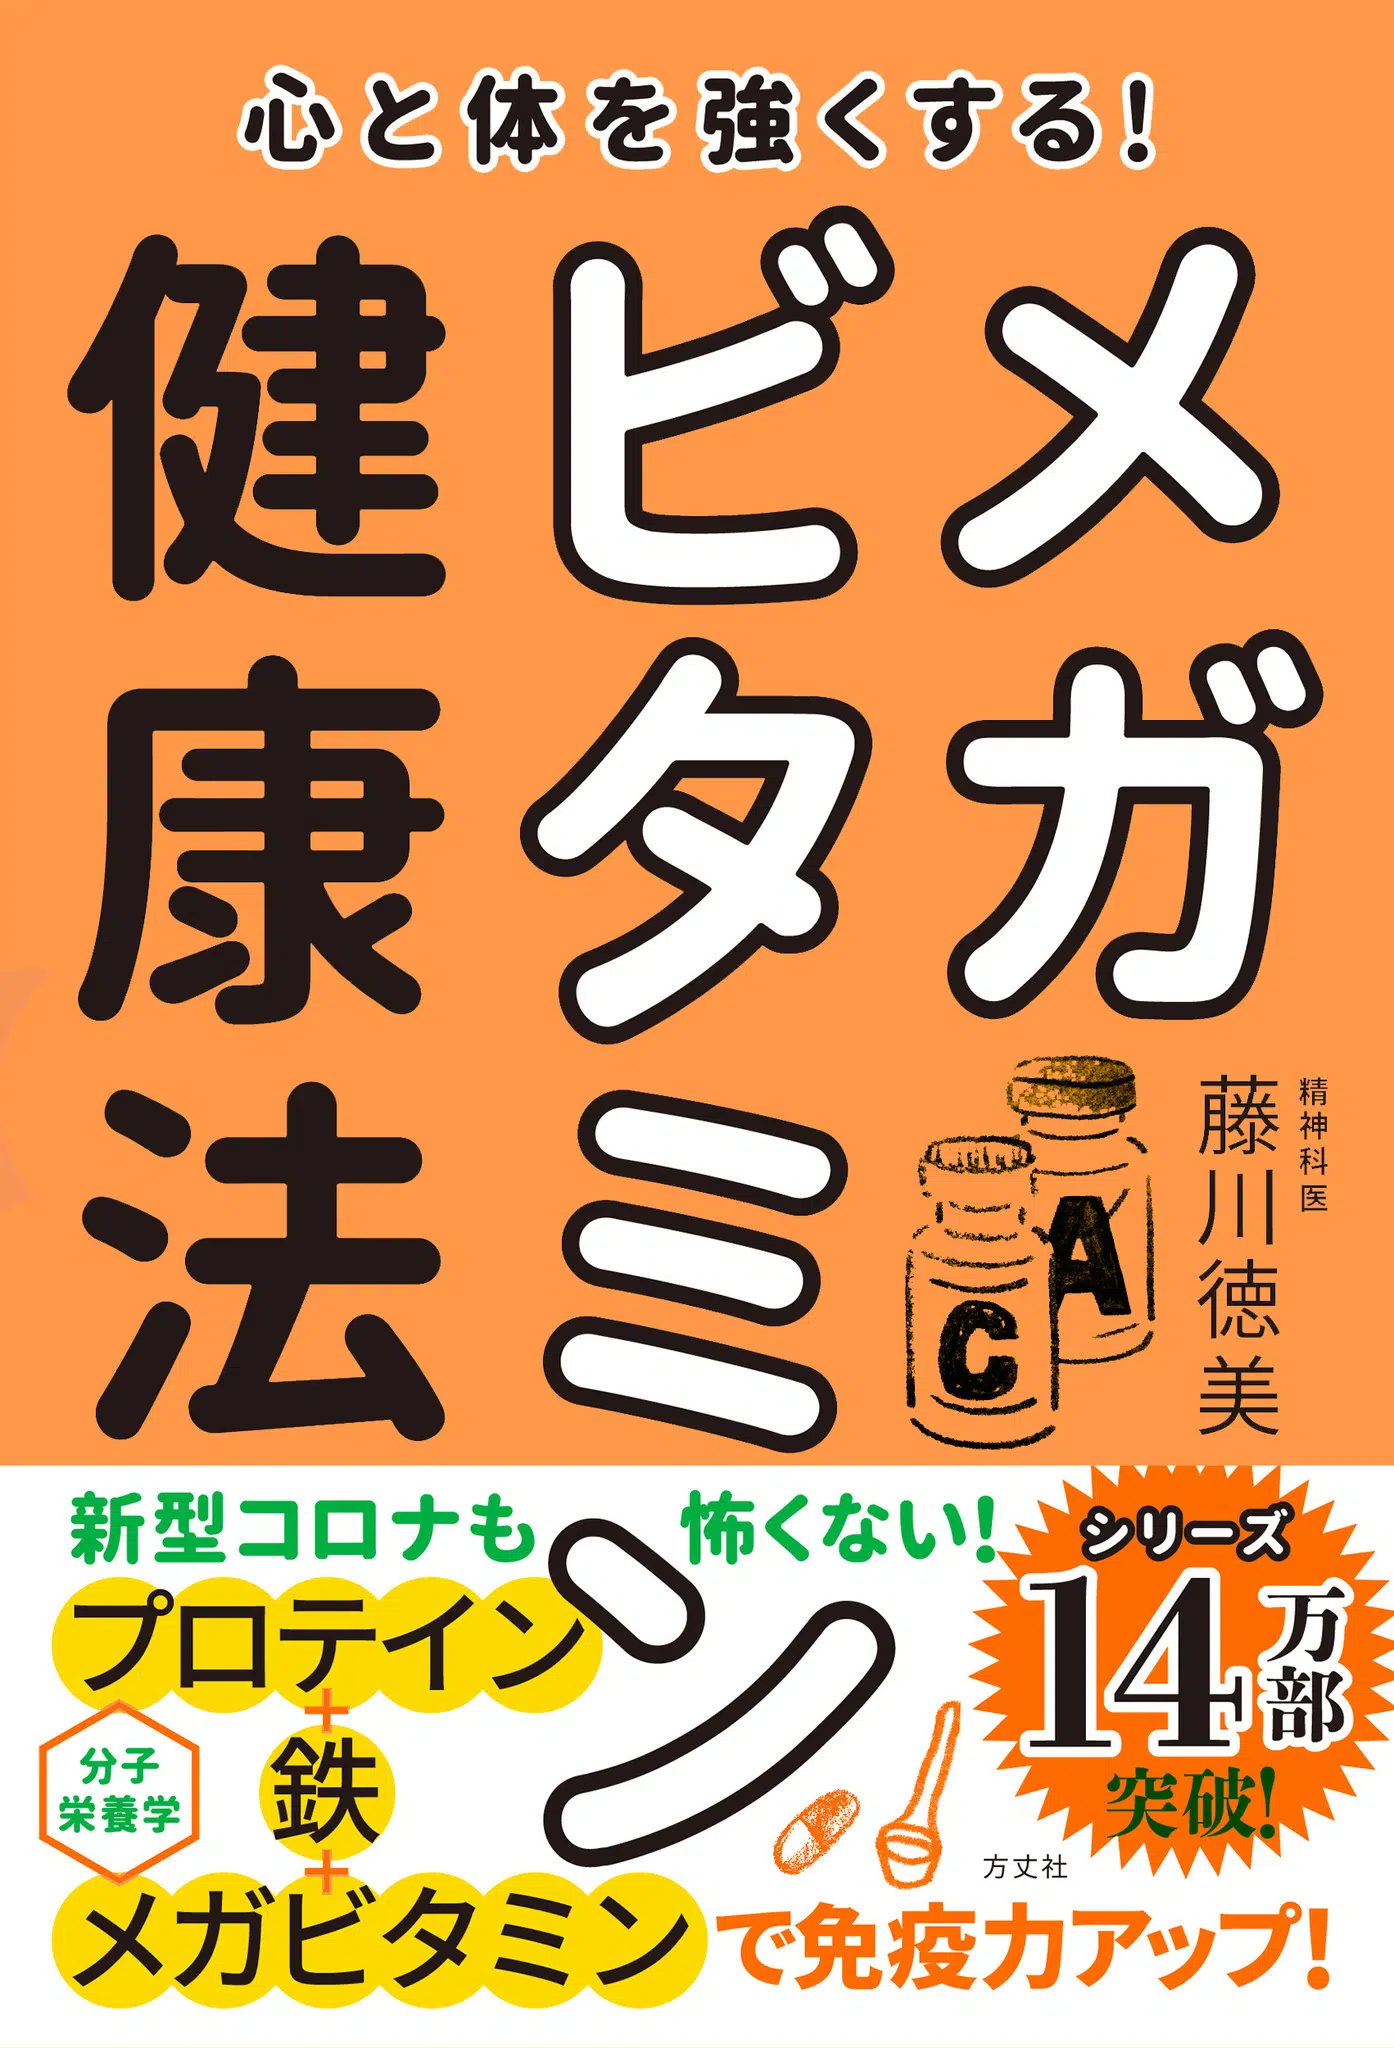 心と体を強くする!
メガ
ビタミン
健康法
精神科医
藤川徳美
A
C
新型コロナも怖くない!
プロテイン
+
鉄
+
メガビタミン
で免疫力アップ!
分子
栄養学
シリーズ
14万部
突破!
方丈社